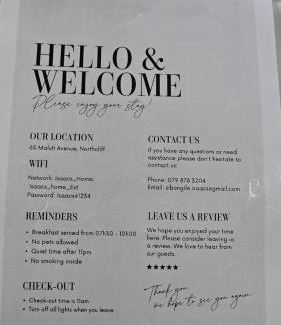 HELLO &
WELCOME
Please enjoy your stay!
OUR LOCATION
65 Maluti Avenue, Northcliff
WIFI
Network: Isaacs_Home,
Isaacs_home_Ext
Password: Isaacss1234
REMINDERS
• Breakfast served from 07h30 - 10h00
• No pets allowed
• Quiet time after 11pm
• No smoking inside
CHECK-OUT
• Check-out time is 11am
• Turn off all lights when you leave
CONTACT US
If you have any questions or need
assistance please don't hesitate to
contact us:
Phone: 079 878 3204
Email: sibongile.isaacs@gmail.com
LEAVE US A REVIEW
We hope you enjoyed your time
here. Please consider leaving us
a review. We love to hear from
our guests.
★★★★★
Thank you,
we hope to see you again